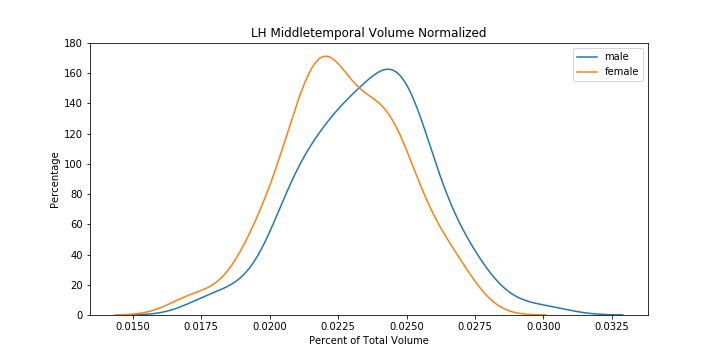 LH Middletemporal Volume Normalized
180
160
140
120
100
80
60
40
20
0
Percentage
male
female
0.0150 0.0175 0.0200 0.0225 0.0250 0.0275 0.0300 0.0325
Percent of Total Volume